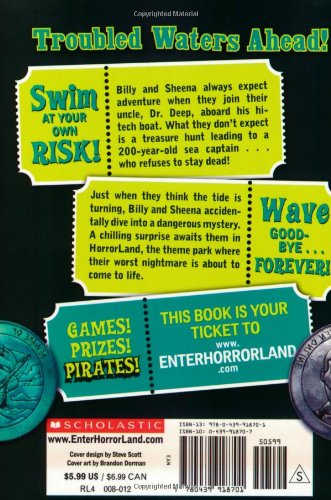 Troubled Waters Ahead!
Swim
AT YOUR
OWN
RISK!
Billy and Sheena always expect
adventure when they join their
uncle, Dr. Deep, aboard his hi-
tech boat. What they don't expect
is a treasure hunt leading to a
200-year-old sea captain . . .
who refuses to stay dead!
Just when they think the tide is
turning, Billy and Sheena acciden-
tally dive into a dangerous mystery.
A chilling surprise awaits them in
HorrorLand, the theme park where
their worst nightmare is about to
come to life.
Wave
GOOD-
BYE . . .
FOREVER!
GAMES!
PRIZES!
PIRATES!
THIS BOOK IS YOUR
TICKET TO
www.
ENTERHORRORLAND
.com
SCHOLASTIC
www.EnterHorrorLand.com
Cover design by Steve Scott
Cover art by Brandon Dorman
$5.99 US / $6.99 CAN
RL4 008-012
ISBN-13: 978-0-439-91870-1
ISBN-10: 0-439-91870-7
50599
9 780439 918701
S